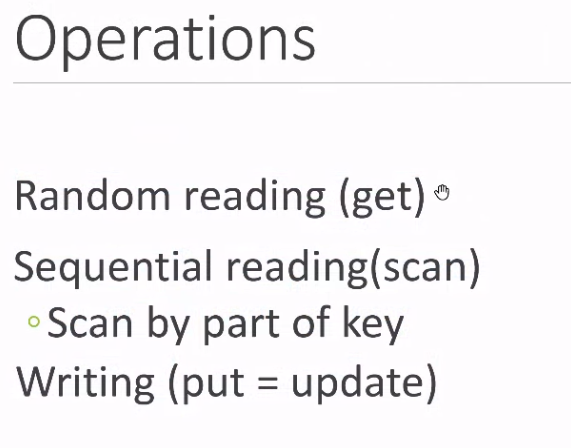 Operations
Random reading (get)
Sequential reading(scan)
Scan by part of key
Writing (put = update)